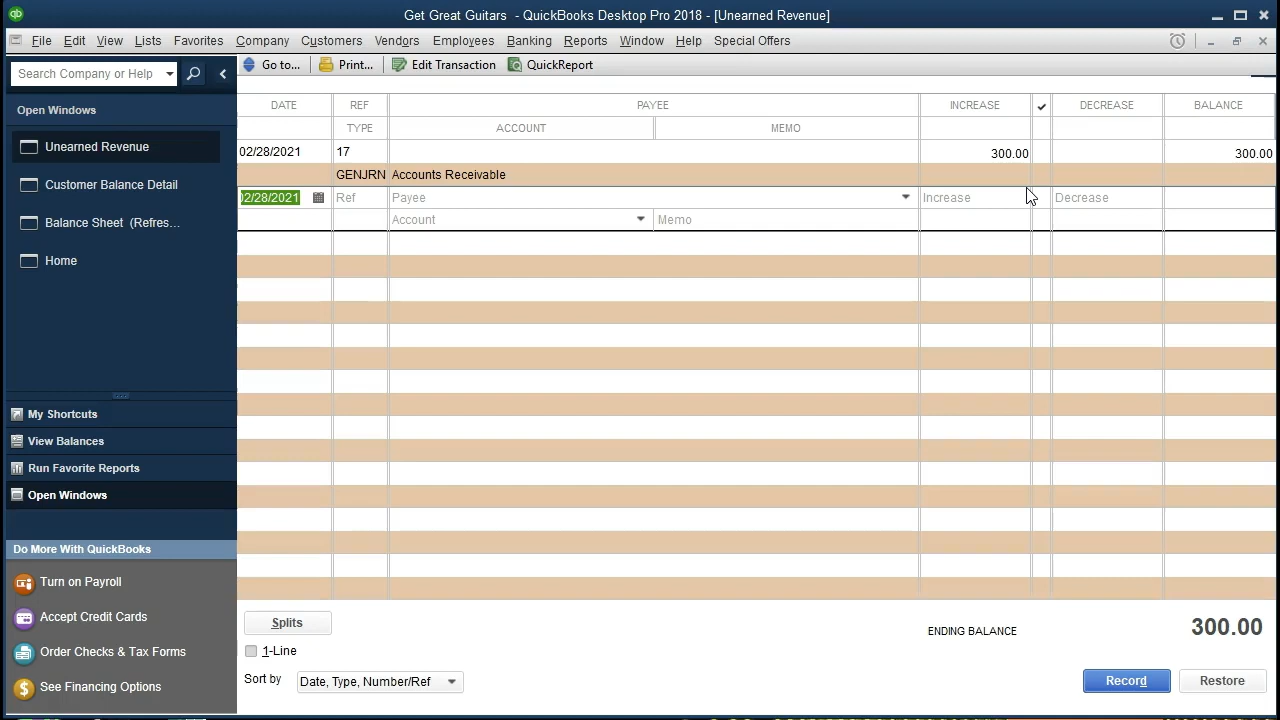 Get Great Guitars - QuickBooks Desktop Pro 2018 - [Unearned Revenue]
File Edit View Lists Favorites Company Customers Vendors Employees Banking Reports Window Help Special Offers
Search Company or Help
Go to... Print... Edit Transaction QuickReport
Open Windows
Unearned Revenue
Customer Balance Detail
Balance Sheet (Refres...
Home
My Shortcuts
View Balances
Run Favorite Reports
Open Windows
Do More With QuickBooks
Turn on Payroll
Accept Credit Cards
Order Checks & Tax Forms
See Financing Options
DATE REF PAYEE INCREASE ✓ DECREASE BALANCE
TYPE ACCOUNT MEMO
02/28/2021 17 300.00 300.00
GENJRN Accounts Receivable
2/28/2021 Ref Payee Increase Decrease
Account Memo
Splits
1-Line
Sort by Date, Type, Number/Ref
ENDING BALANCE 300.00
Record Restore